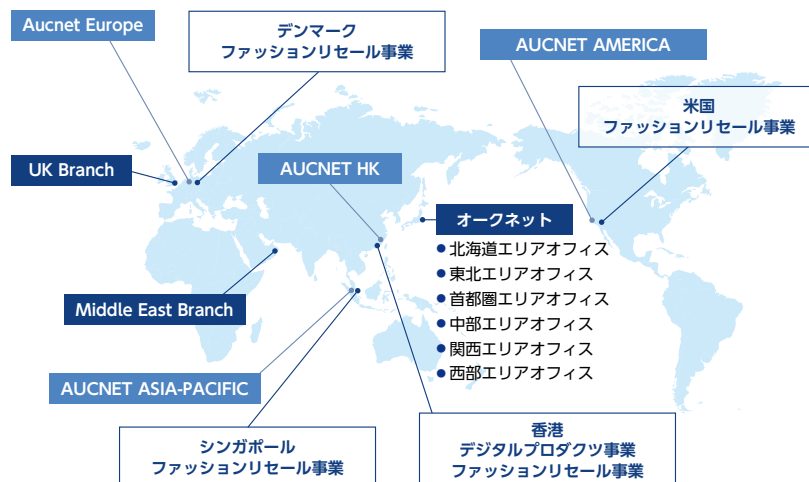 Aucnet Europe
デンマーク
ファッションリセール事業
AUCNET AMERICA
米国
ファッションリセール事業
UK Branch
AUCNET HK
オークネット
北海道エリアオフィス
東北エリアオフィス
首都圏エリアオフィス
中部エリアオフィス
関西エリアオフィス
西部エリアオフィス
Middle East Branch
AUCNET ASIA-PACIFIC
シンガポール
ファッションリセール事業
香港
デジタルプロダクツ事業
ファッションリセール事業